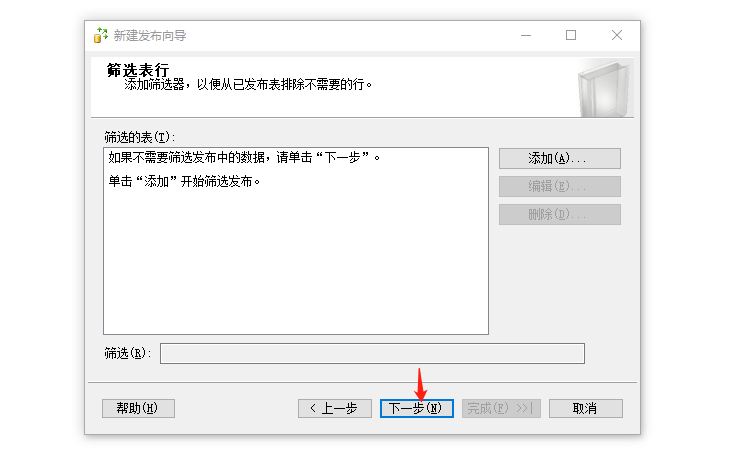 新建发布向导
筛选表行
添加筛选器，以便从已发布表排除不需要的行。
筛选的表(T):
如果不需要筛选发布中的数据，请单击“下一步”。
单击“添加”开始筛选发布。
添加(A)...
编辑(E)...
删除(D)...
筛选(R):
帮助(H)
< 上一步
下一步(N)
完成(F) >>|
取消